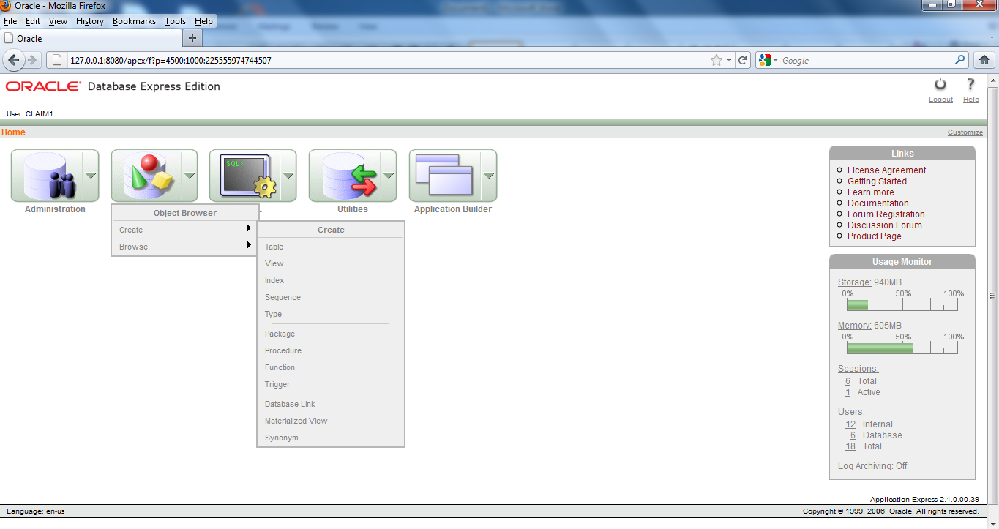 Oracle - Mozilla Firefox
File Edit View History Bookmarks Tools Help
Oracle
127.0.0.1:8080/apex/f?p=4500:1000:225555974744507
Google
ORACLE Database Express Edition
Logout Help
User: CLAIM1
Home
Customize
SQL>
Administration
Utilities
Application Builder
Object Browser
Create
Browse
Create
Table
View
Index
Sequence
Type
Package
Procedure
Function
Trigger
Database Link
Materialized View
Synonym
Links
License Agreement
Getting Started
Learn more
Documentation
Forum Registration
Discussion Forum
Product Page
Usage Monitor
Storage: 940MB
0% 50% 100%
Memory: 605MB
0% 50% 100%
Sessions:
6 Total
1 Active
Users:
12 Internal
6 Database
18 Total
Log Archiving: Off
Application Express 2.1.0.00.39
Language: en-us
Copyright © 1999, 2006, Oracle. All rights reserved.